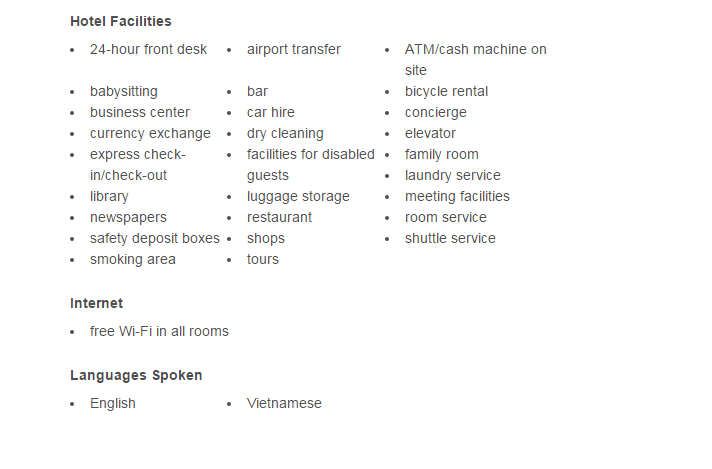 Hotel Facilities
• 24-hour front desk • airport transfer • ATM/cash machine on
site
• babysitting • bar • bicycle rental
• business center • car hire • concierge
• currency exchange • dry cleaning • elevator
• express check- • facilities for disabled • family room
in/check-out guests • laundry service
• library • luggage storage • meeting facilities
• newspapers • restaurant • room service
• safety deposit boxes • shops • shuttle service
• smoking area • tours
Internet
• free Wi-Fi in all rooms
Languages Spoken
• English • Vietnamese